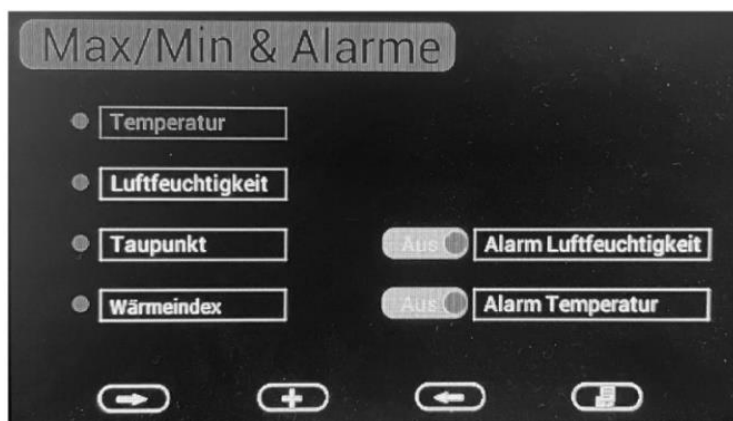 Max/Min & Alarme
Temperatur
Luftfeuchtigkeit
Taupunkt
Aus Alarm Luftfeuchtigkeit
Wärmeindex
Aus Alarm Temperatur